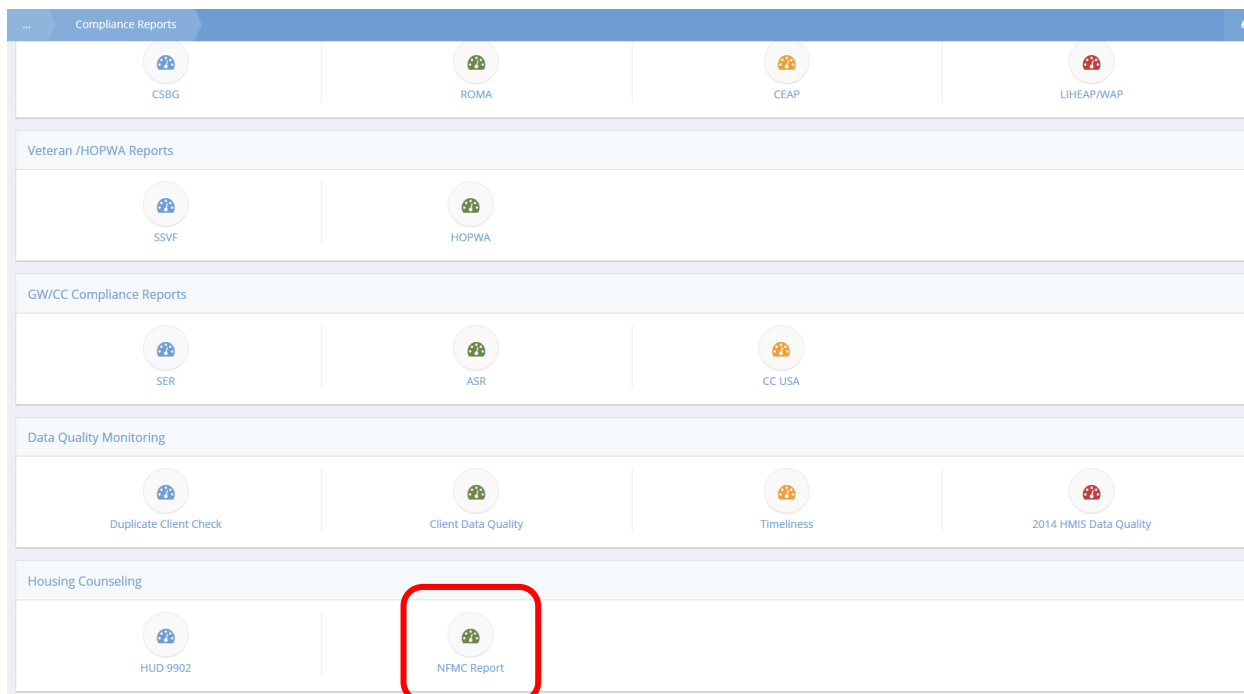 ... Compliance Reports
CSBG ROMA CEAP LIHEAP/WAP
Veteran /HOPWA Reports
SSVF HOPWA
GW/CC Compliance Reports
SER ASR CC USA
Data Quality Monitoring
Duplicate Client Check Client Data Quality Timeliness 2014 HMIS Data Quality
Housing Counseling
HUD 9902 NFMC Report